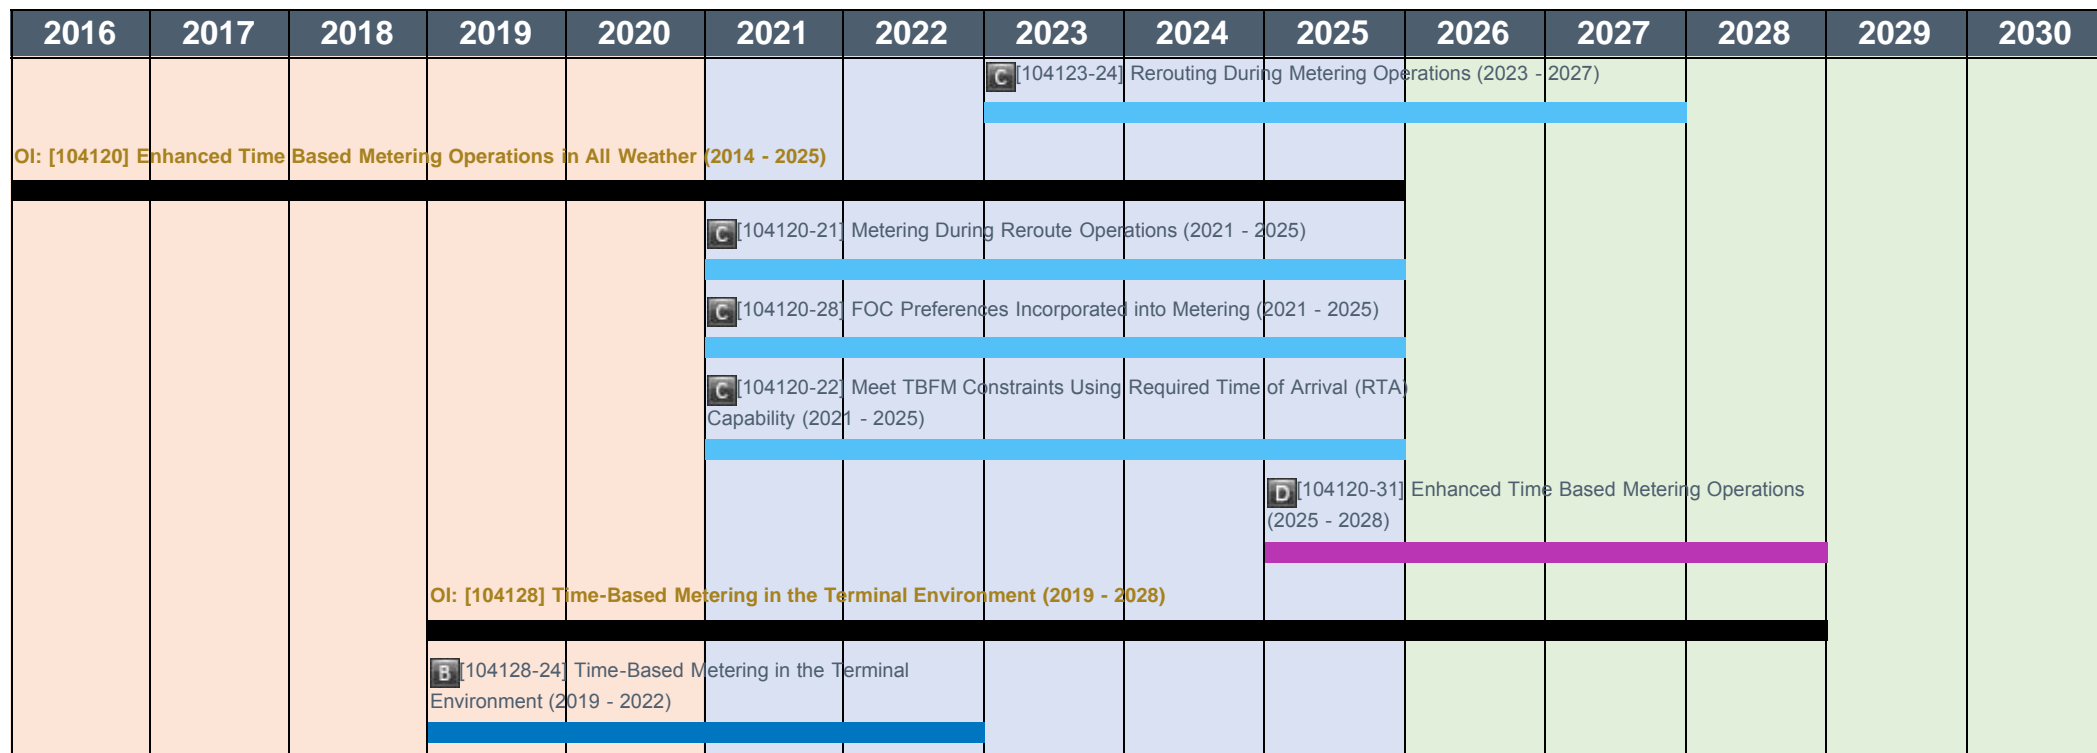 2016 2017 2018 2019 2020 2021 2022 2023 2024 2025 2026 2027 2028 2029 2030
C [104123-24] Rerouting During Metering Operations (2023 - 2027)
OI: [104120] Enhanced Time Based Metering Operations in All Weather (2014 - 2025)
C [104120-21] Metering During Reroute Operations (2021 - 2025)
C [104120-28] FOC Preferences Incorporated into Metering (2021 - 2025)
C [104120-22] Meet TBFM Constraints Using Required Time of Arrival (RTA)
Capability (2021 - 2025)
D [104120-31] Enhanced Time Based Metering Operations
(2025 - 2028)
OI: [104128] Time-Based Metering in the Terminal Environment (2019 - 2028)
B [104128-24] Time-Based Metering in the Terminal
Environment (2019 - 2022)